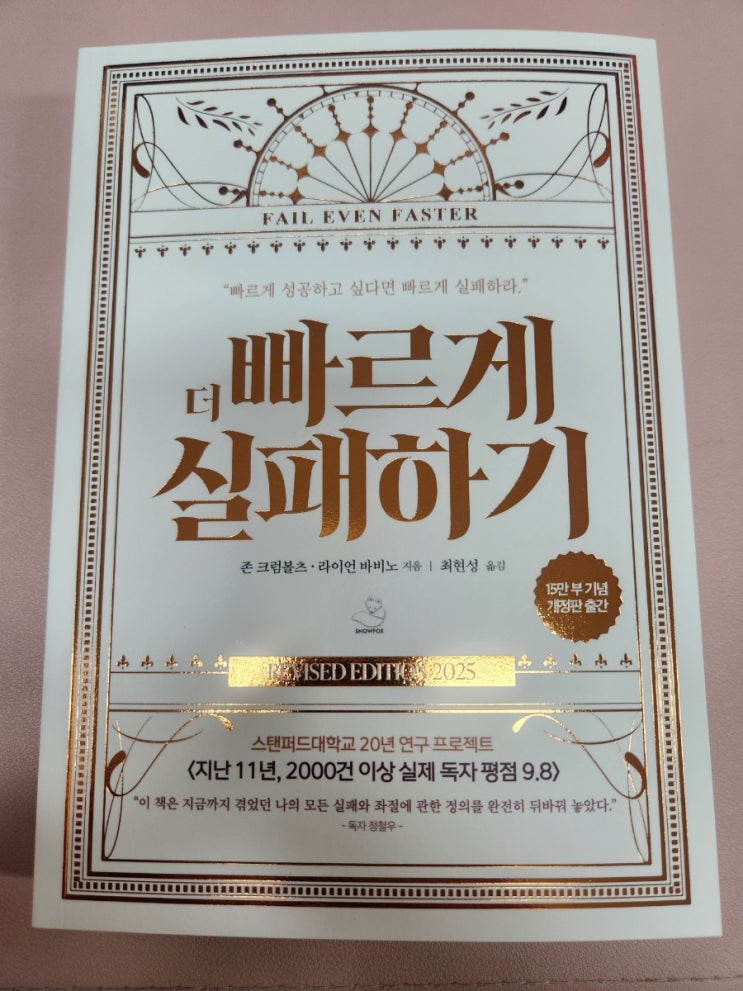 FAIL EVEN FASTER
“빠르게 성공하고 싶다면 빠르게 실패하라.”
더 빠르게
실패하기
존 크럼볼츠 · 라이언 바비노 지음 | 최현성 옮김
15만 부 기념
개정판 출간
SNOWFOX
REVISED EDITION 2025
스탠퍼드대학교 20년 연구 프로젝트
〈지난 11년, 2000건 이상 실제 독자 평점 9.8〉
“이 책은 지금까지 겪었던 나의 모든 실패와 좌절에 관한 정의를 완전히 뒤바꿔 놓았다.”
- 독자 정철우 -